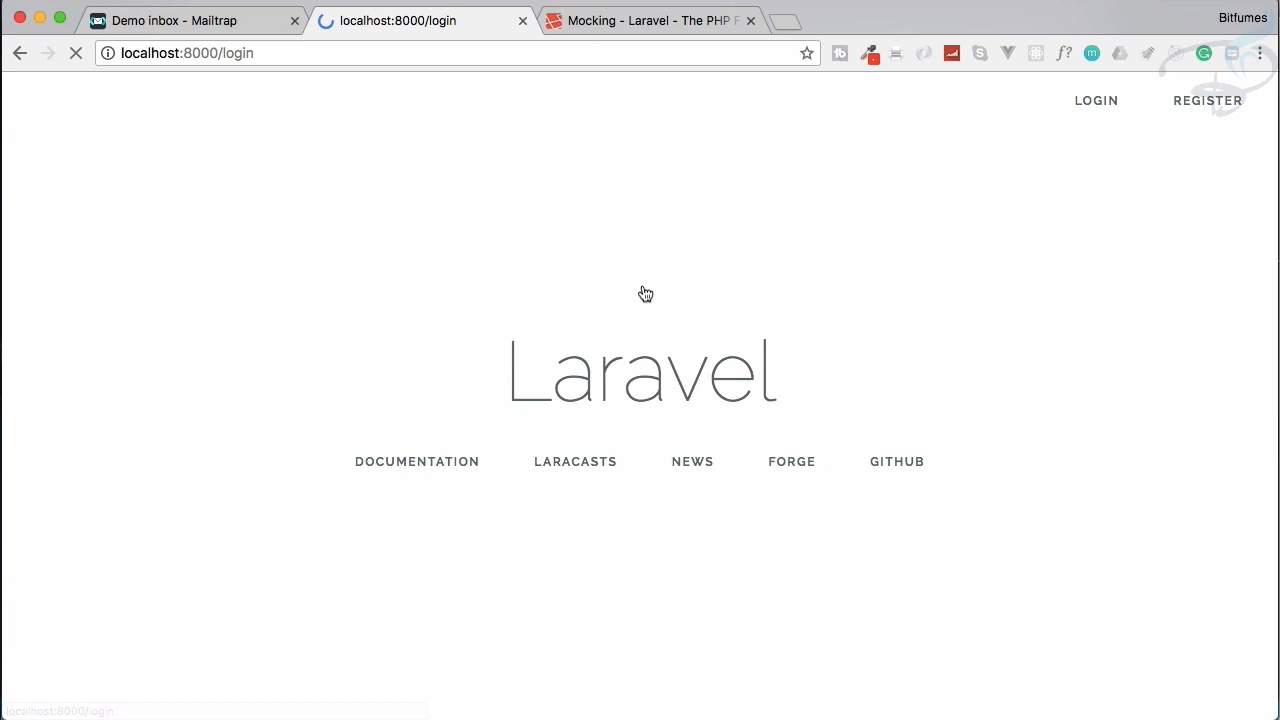 Demo inbox - Mailtrap
localhost:8000/login
Mocking - Laravel - The PHP F
Bitfumes
localhost:8000/login
LOGIN
REGISTER
Laravel
DOCUMENTATION
LARACASTS
NEWS
FORGE
GITHUB
localhost:8000/login